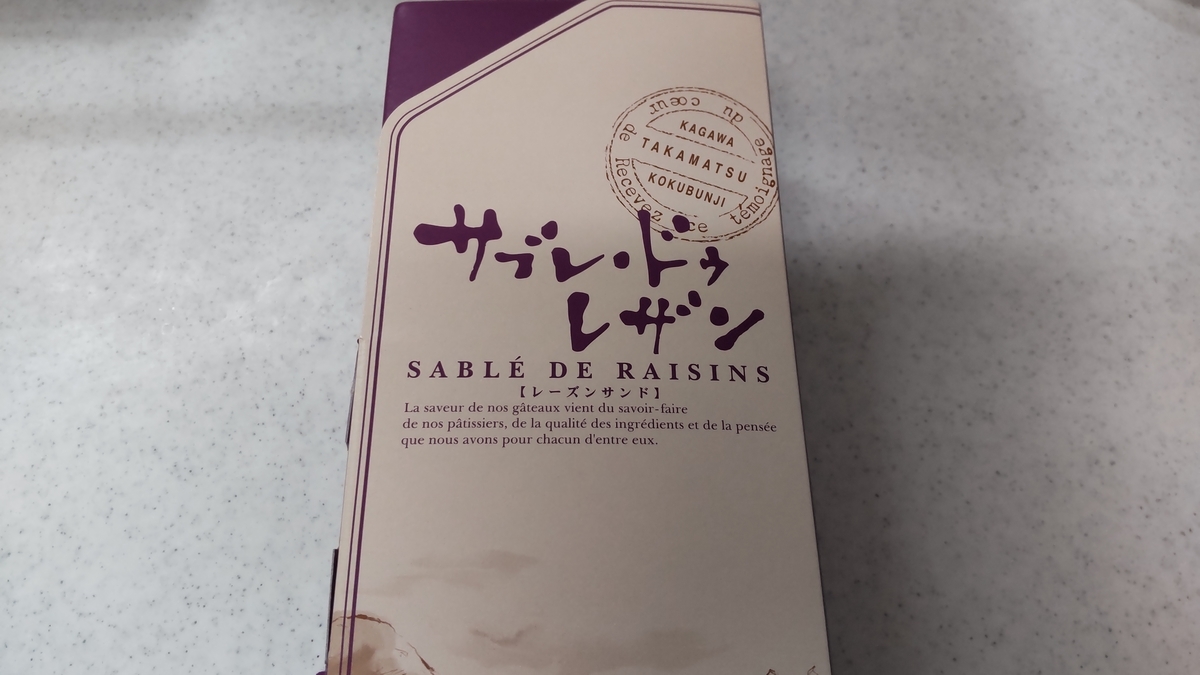 Recevez ce témoignage du cœur de
KAGAWA
TAKAMATSU
KOKUBUNJI
サブレ・ドゥ
レザン
SABLÉ DE RAISINS
【レーズンサンド】
La saveur de nos gâteaux vient du savoir-faire
de nos pâtissiers, de la qualité des ingrédients et de la pensée
que nous avons pour chacun d'entre eux.